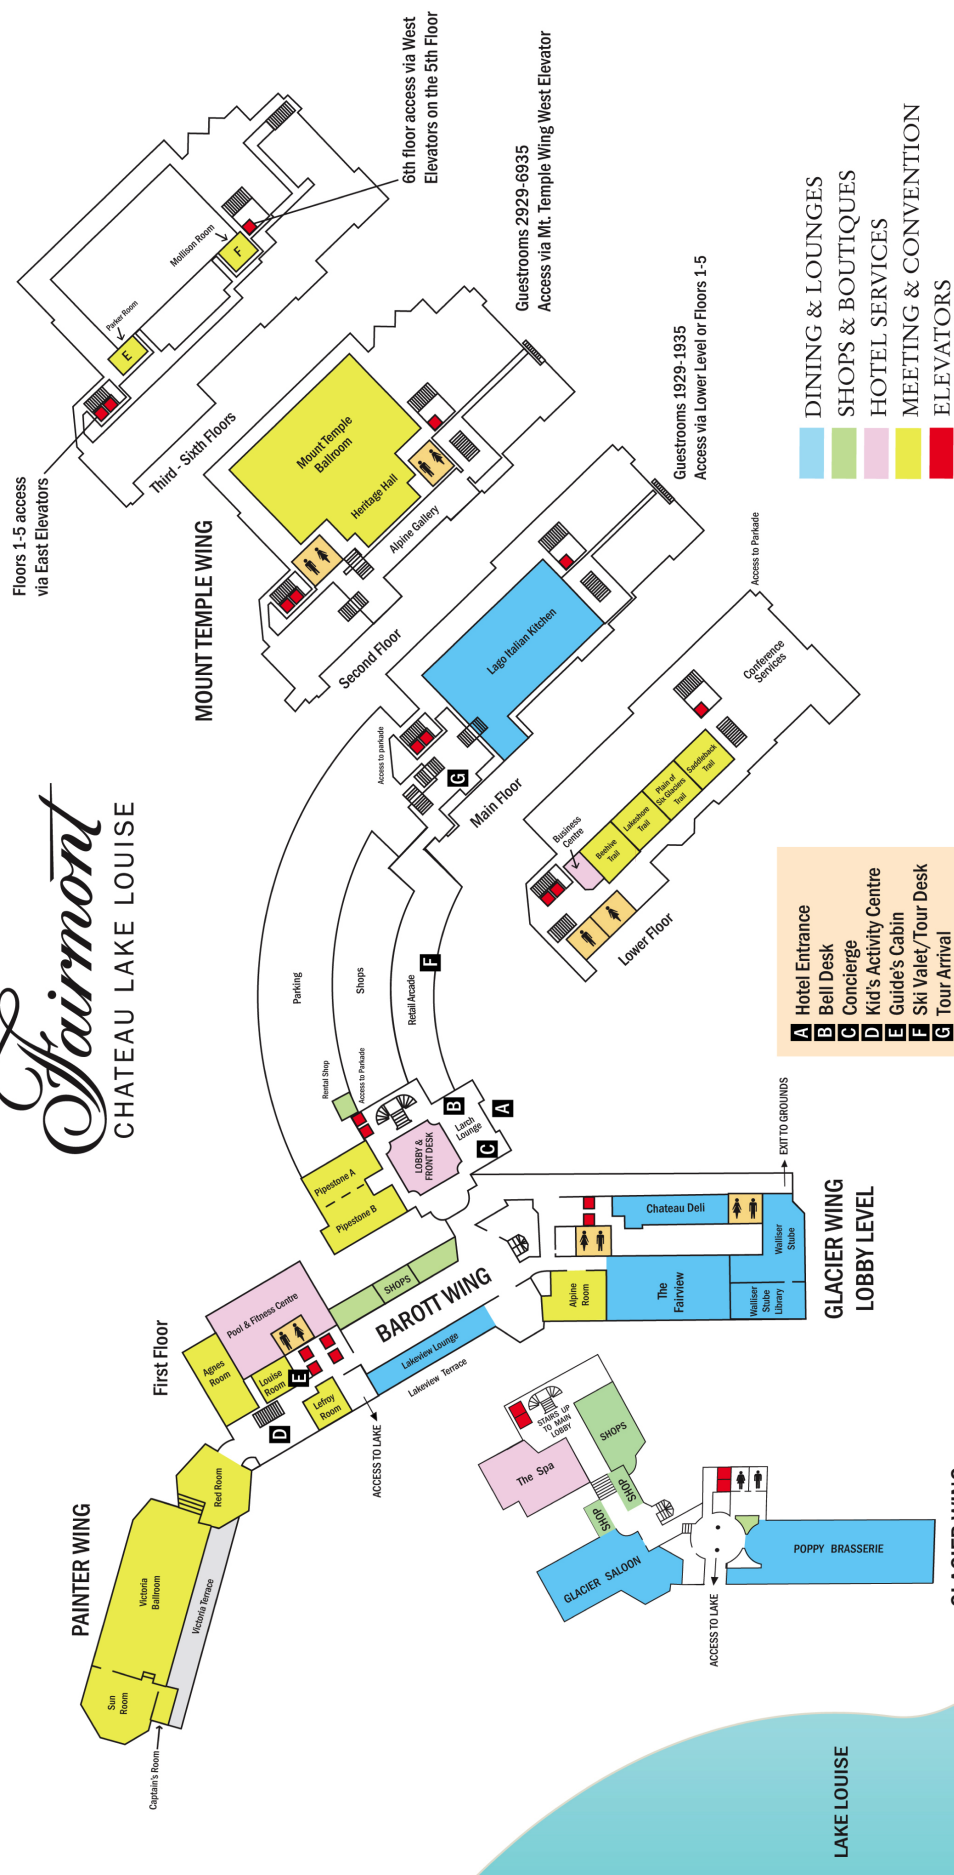 Fairmont
CHATEAU LAKE LOUISE
Floors 1-5 access
via East Elevators
6th floor access via West
Elevators on the 5th Floor
Parker Room
Mollison Room
E
F
Third - Sixth Floors
MOUNT TEMPLE WING
Mount Temple
Ballroom
Heritage Hall
Alpine Gallery
Second Floor
Guestrooms 2929-6935
Access via Mt. Temple Wing West Elevator
Lago Italian Kitchen
Access to parkade
G
Main Floor
Guestrooms 1929-1935
Access via Lower Level or Floors 1-5
Access to Parkade
Conference
Services
Saddleback
Trail
Plain of
Six Glaciers
Trail
Lakeshore
Trail
Beehive
Trail
Business
Centre
Lower Floor
Parking
Shops
Retail Arcade
F
Rental Shop
Access to Parkade
B
A
C
Larch
Lounge
LOBBY &
FRONT DESK
Pipestone A
Pipestone B
BAROTT WING
SHOPS
Lakeview Lounge
Lakeview Terrace
First Floor
Pool & Fitness Centre
Agnes
Room
Louise
Room
E
Lefroy
Room
D
ACCESS TO LAKE
PAINTER WING
Red Room
Victoria
Ballroom
Victoria Terrace
Sun
Room
Captain's Room
GLACIER WING
LOBBY LEVEL
EXIT TO GROUNDS
Chateau Deli
Walliser
Stube
Walliser
Stube
Library
The
Fairview
Alpine
Room
STAIRS UP
TO MAIN
LOBBY
The Spa
SHOPS
SHOP
SHOP
GLACIER SALOON
POPPY BRASSERIE
ACCESS TO LAKE
LAKE LOUISE
DINING & LOUNGES
SHOPS & BOUTIQUES
HOTEL SERVICES
MEETING & CONVENTION
ELEVATORS
A Hotel Entrance
B Bell Desk
C Concierge
D Kid's Activity Centre
E Guide's Cabin
F Ski Valet/Tour Desk
G Tour Arrival